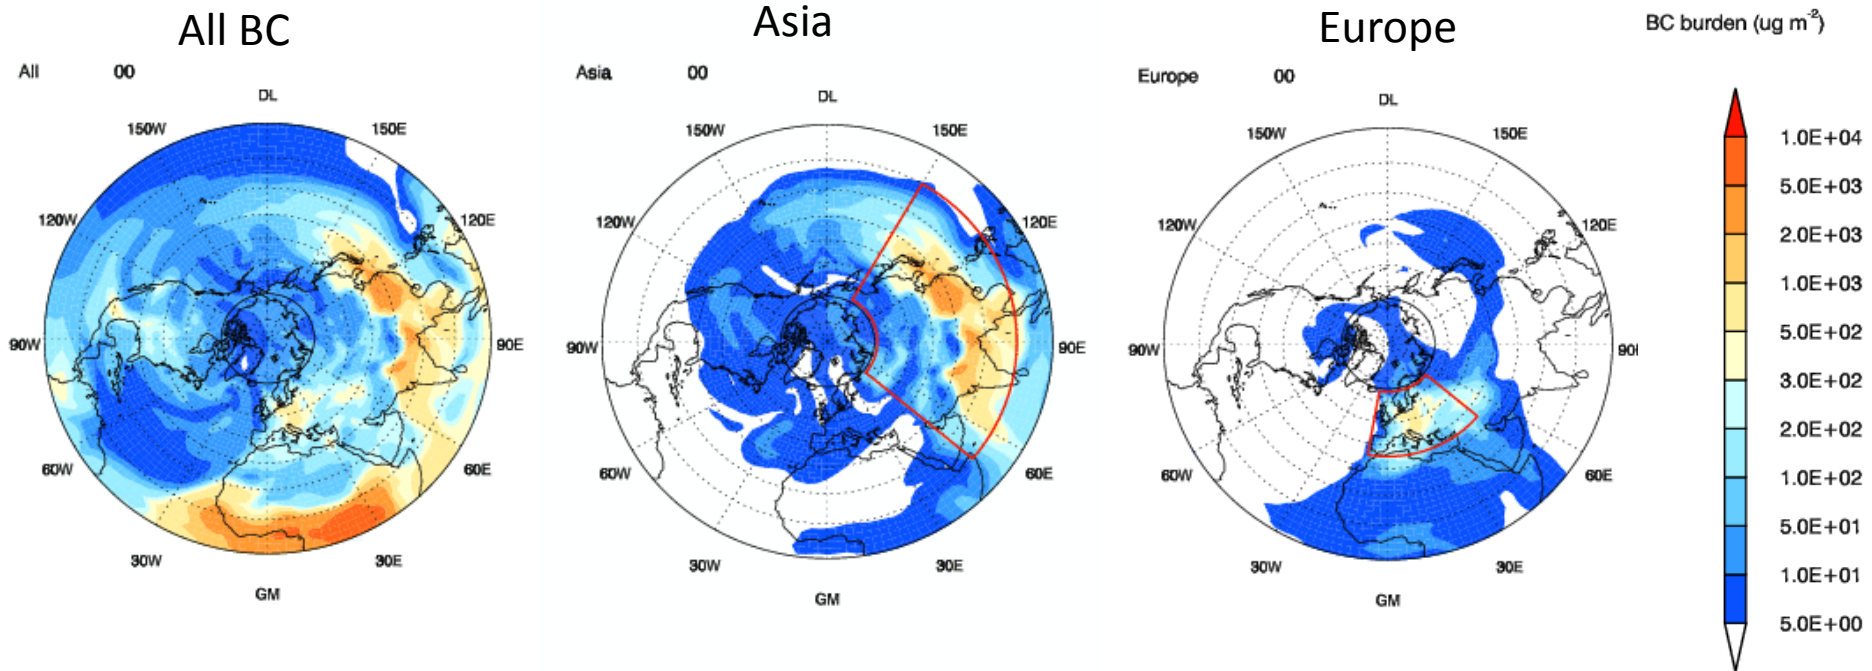 All BC
Asia
Europe
BC burden (ug m⁻²)
All 00
Asia 00
Europe 00
DL
150W 150E
120W 120E
90W 90E
60W 60E
30W 30E
GM
DL
150W 150E
120W 120E
90W 90E
60W 60E
30W 30E
GM
DL
150W 150E
120W 120E
90W 90
60W 60E
30W 30E
GM
1.0E+04
5.0E+03
2.0E+03
1.0E+03
5.0E+02
3.0E+02
2.0E+02
1.0E+02
5.0E+01
1.0E+01
5.0E+00